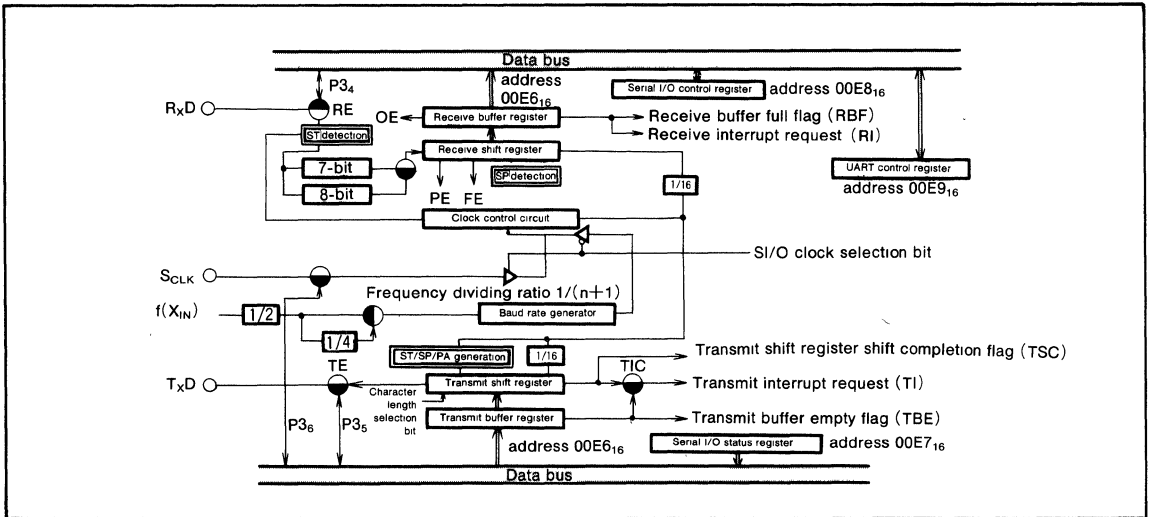 Data bus
P3₄
address
00E6₁₆
Serial I/O control register
address 00E8₁₆
RxD
RE
OE
Receive buffer register
Receive buffer full flag (RBF)
Receive interrupt request (RI)
ST detection
Receive shift register
7-bit
8-bit
SP detection
PE
FE
1/16
UART control register
address 00E9₁₆
Clock control circuit
SI/O clock selection bit
SCLK
Frequency dividing ratio 1/(n+1)
f(XIN)
1/2
Baud rate generator
1/4
ST/SP/PA generation
1/16
Transmit shift register shift completion flag (TSC)
TE
TIC
TxD
Transmit shift register
Transmit interrupt request (TI)
Character
length
selection
bit
Transmit buffer register
Transmit buffer empty flag (TBE)
P3₆
P3₅
address 00E6₁₆
Serial I/O status register
address 00E7₁₆
Data bus